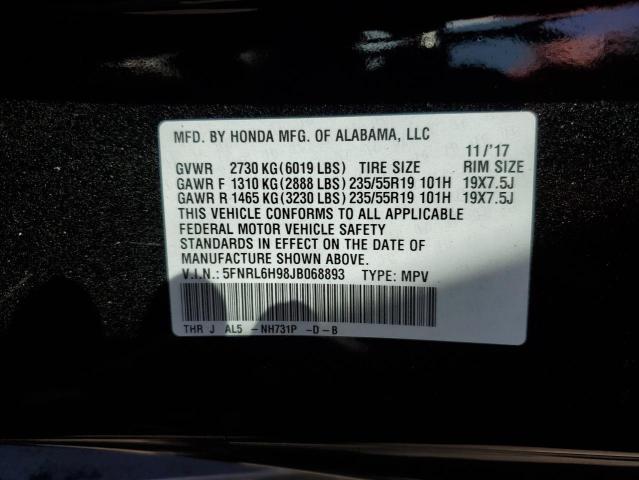 MFD. BY HONDA MFG. OF ALABAMA, LLC
11/'17
GVWR 2730 KG(6019 LBS) TIRE SIZE RIM SIZE
GAWR F 1310 KG(2888 LBS) 235/55R19 101H 19X7.5J
GAWR R 1465 KG(3230 LBS) 235/55R19 101H 19X7.5J
THIS VEHICLE CONFORMS TO ALL APPLICABLE
FEDERAL MOTOR VEHICLE SAFETY
STANDARDS IN EFFECT ON THE DATE OF
MANUFACTURE SHOWN ABOVE.
V.I.N.: 5FNRL6H98JB068893 TYPE: MPV
THR J AL5 -NH731P -D-B